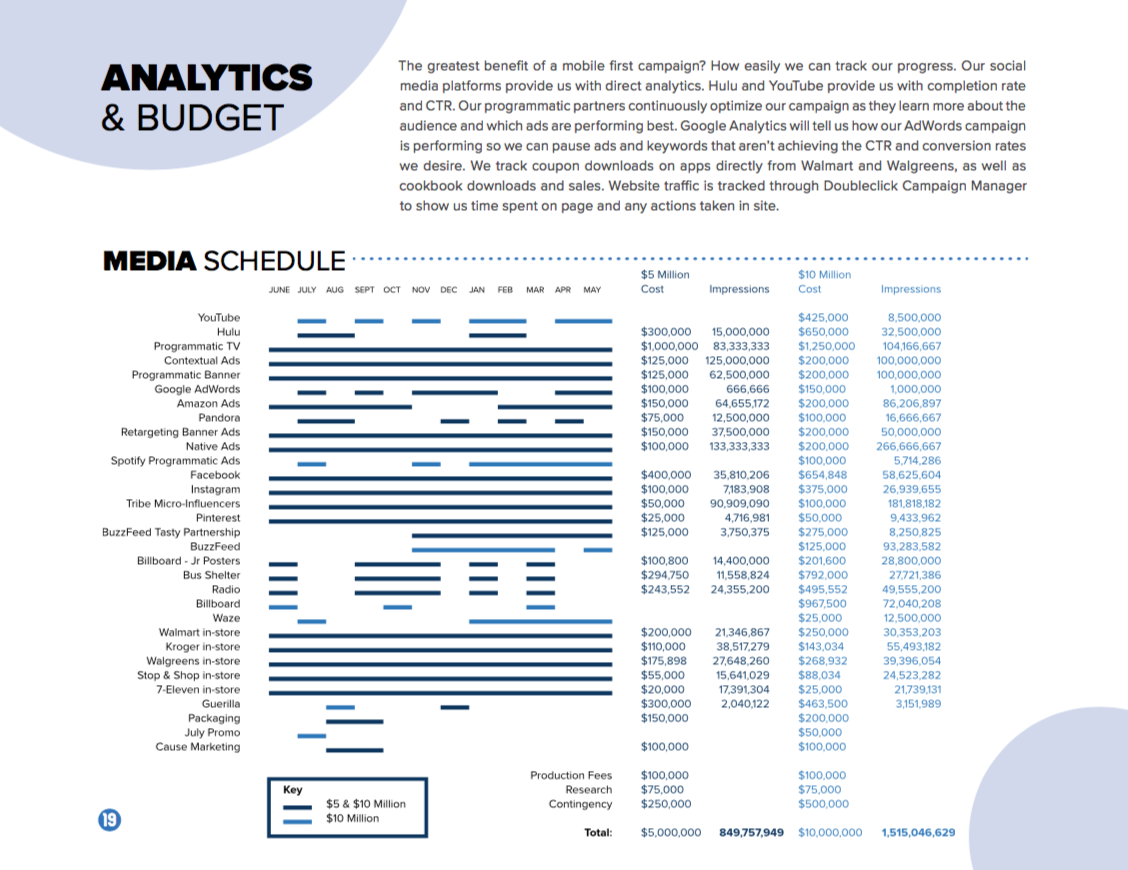 ANALYTICS
& BUDGET
The greatest benefit of a mobile first campaign? How easily we can track our progress. Our social
media platforms provide us with direct analytics. Hulu and YouTube provide us with completion rate
and CTR. Our programmatic partners continuously optimize our campaign as they learn more about the
audience and which ads are performing best. Google Analytics will tell us how our AdWords campaign
is performing so we can pause ads and keywords that aren't achieving the CTR and conversion rates
we desire. We track coupon downloads on apps directly from Walmart and Walgreens, as well as
cookbook downloads and sales. Website traffic is tracked through Doubleclick Campaign Manager
to show us time spent on page and any actions taken in site.
MEDIA SCHEDULE
$5 Million $10 Million
JUNE JULY AUG SEPT OCT NOV DEC JAN FEB MAR APR MAY Cost Impressions Cost Impressions
YouTube $425,000 8,500,000
Hulu $300,000 15,000,000 $650,000 32,500,000
Programmatic TV $1,000,000 83,333,333 $1,250,000 104,166,667
Contextual Ads $125,000 125,000,000 $200,000 100,000,000
Programmatic Banner $125,000 62,500,000 $200,000 100,000,000
Google AdWords $100,000 666,666 $150,000 1,000,000
Amazon Ads $150,000 64,655,172 $200,000 86,206,897
Pandora $75,000 12,500,000 $100,000 16,666,667
Retargeting Banner Ads $150,000 37,500,000 $200,000 50,000,000
Native Ads $100,000 133,333,333 $200,000 266,666,667
Spotify Programmatic Ads $100,000 5,714,286
Facebook $400,000 35,810,206 $654,848 58,625,604
Instagram $100,000 7,183,908 $375,000 26,939,655
Tribe Micro-Influencers $50,000 90,909,090 $100,000 181,818,182
Pinterest $25,000 4,716,981 $50,000 9,433,962
BuzzFeed Tasty Partnership $125,000 3,750,375 $275,000 8,250,825
BuzzFeed $125,000 93,283,582
Billboard - Jr Posters $100,800 14,400,000 $201,600 28,800,000
Bus Shelter $294,750 11,558,824 $792,000 27,721,386
Radio $243,552 24,355,200 $495,552 49,555,200
Billboard $967,500 72,040,208
Waze $25,000 12,500,000
Walmart in-store $200,000 21,346,867 $250,000 30,353,203
Kroger in-store $110,000 38,517,279 $143,034 55,493,182
Walgreens in-store $175,898 27,648,260 $268,932 39,396,054
Stop & Shop in-store $55,000 15,641,029 $88,034 24,523,282
7-Eleven in-store $20,000 17,391,304 $25,000 21,739,131
Guerilla $300,000 2,040,122 $463,500 3,151,989
Packaging $150,000 $200,000
July Promo $50,000
Cause Marketing $100,000 $100,000
Production Fees $100,000 $100,000
Research $75,000 $75,000
Contingency $250,000 $500,000
Total: $5,000,000 849,757,949 $10,000,000 1,515,046,629
Key
$5 & $10 Million
$10 Million
19